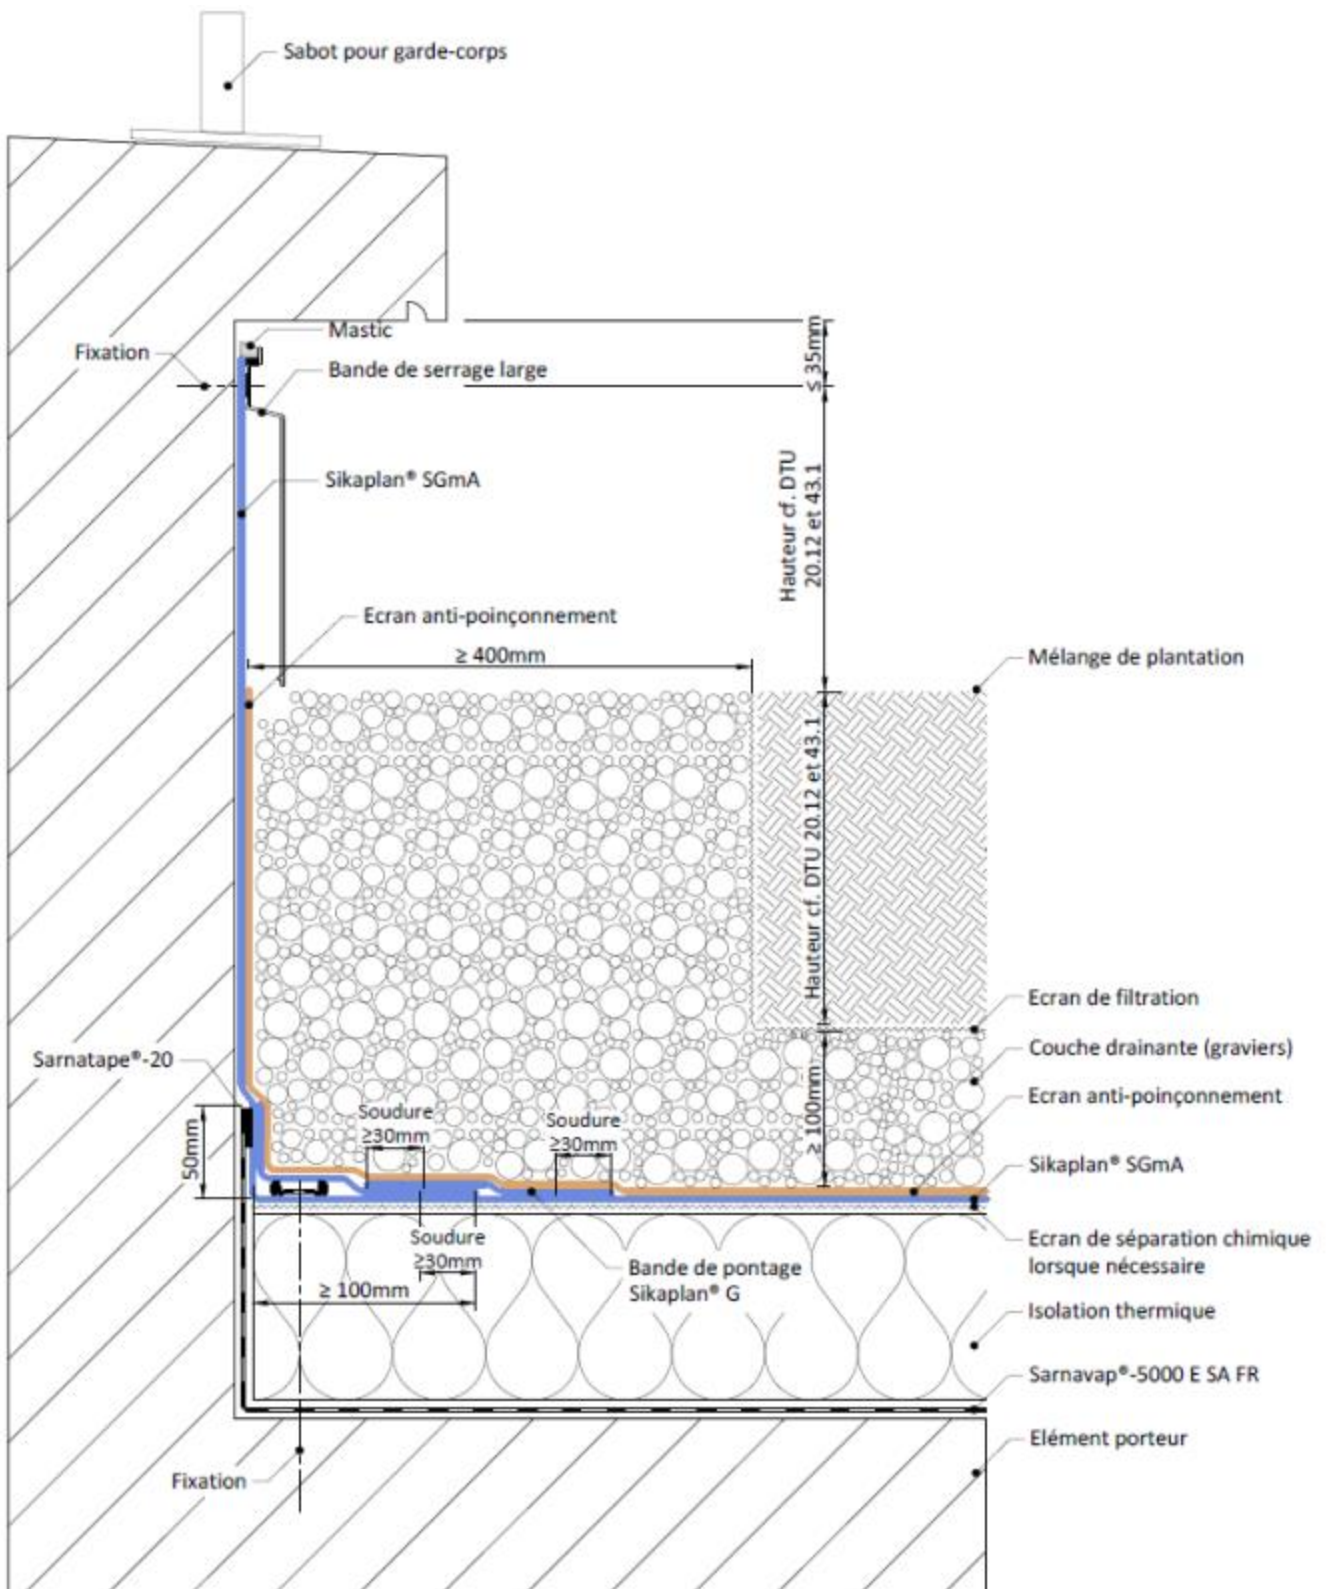 Sabot pour garde-corps
Mastic
Fixation
Bande de serrage large
≤ 35mm
Sikaplan® SGmA
Hauteur cf. DTU
20.12 et 43.1
Ecran anti-poinçonnement
≥ 400mm
Mélange de plantation
Hauteur cf. DTU 20.12 et 43.1
Ecran de filtration
Sarnatape®-20
Couche drainante (graviers)
Ecran anti-poinçonnement
≥ 100mm
Soudure
≥30mm
Soudure
≥30mm
50mm
Sikaplan® SGmA
Soudure
≥30mm
Ecran de séparation chimique
lorsque nécessaire
Bande de pontage
Sikaplan® G
≥ 100mm
Isolation thermique
Sarnavap®-5000 E SA FR
Elément porteur
Fixation